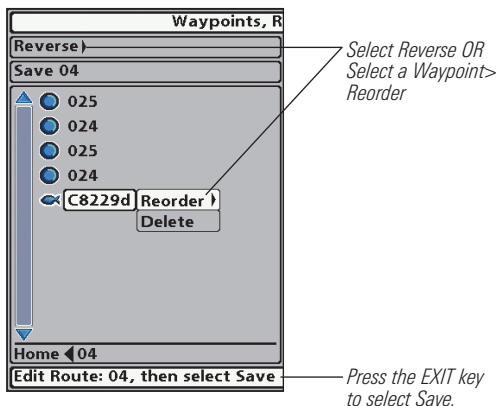 Waypoints, R
Reverse
Save 04
025
024
025
024
C8229d Reorder
Delete
Home 04
Edit Route: 04, then select Save
Select Reverse OR
Select a Waypoint>
Reorder
Press the EXIT key
to select Save.